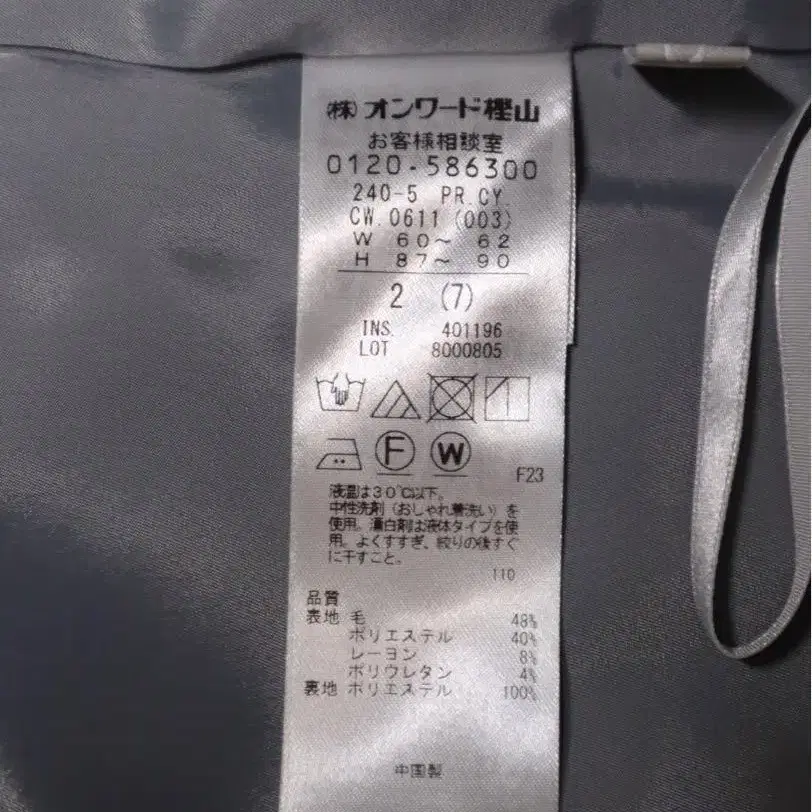 (株) オンワード樫山
お客様相談室
0120-586300
240-5 PR.CY.
CW.0611 (003)
W 60~ 62
H 87~ 90
2 (7)
INS. 401196
LOT 8000805
F W
F23
液温は30℃以下。
中性洗剤(おしゃれ着洗い)を
使用。漂白剤は液体タイプを使
用。よくすすぎ、絞りの後すぐ
に干すこと。
110
品質
表地 毛 48%
ポリエステル 40%
レーヨン 8%
ポリウレタン 4%
裏地 ポリエステル 100%
中国製